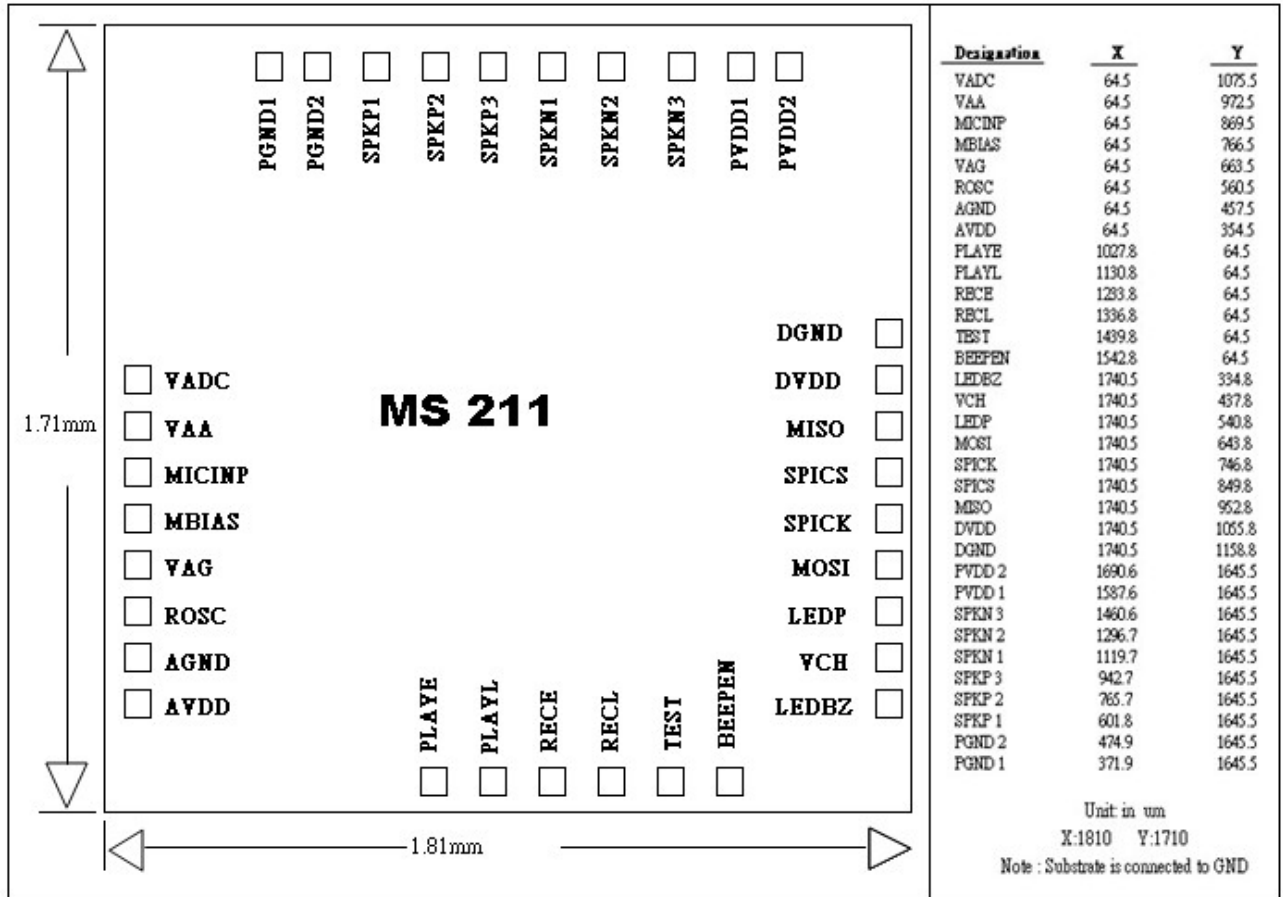 PGND1
PGND2
SPKP1
SPKP2
SPKP3
SPKN1
SPKN2
SPKN3
PVDD1
PVDD2
1.71mm
VADC
VAA
MICINP
MBIAS
VAG
ROSC
AGND
AVDD
MS 211
DGND
DVDD
MISO
SPICS
SPICK
MOSI
LEDP
VCH
LEDBZ
PLAYE
PLAYL
RECE
RECL
TEST
BEEPEN
1.81mm
Designation X Y
VADC 64.5 1075.5
VAA 64.5 972.5
MICINP 64.5 869.5
MBIAS 64.5 766.5
VAG 64.5 663.5
ROSC 64.5 560.5
AGND 64.5 457.5
AVDD 64.5 354.5
PLAYE 1027.8 64.5
PLAYL 1130.8 64.5
RECE 1233.8 64.5
RECL 1336.8 64.5
TEST 1439.8 64.5
BEEPEN 1542.8 64.5
LEDBZ 1740.5 334.8
VCH 1740.5 437.8
LEDP 1740.5 540.8
MOSI 1740.5 643.8
SPICK 1740.5 746.8
SPICS 1740.5 849.8
MISO 1740.5 952.8
DVDD 1740.5 1055.8
DGND 1740.5 1158.8
PVDD 2 1690.6 1645.5
PVDD 1 1587.6 1645.5
SPKN 3 1460.6 1645.5
SPKN 2 1296.7 1645.5
SPKN 1 1119.7 1645.5
SPKP 3 942.7 1645.5
SPKP 2 765.7 1645.5
SPKP 1 601.8 1645.5
PGND 2 474.9 1645.5
PGND 1 371.9 1645.5
Unit: in um
X:1810 Y:1710
Note : Substrate is connected to GND